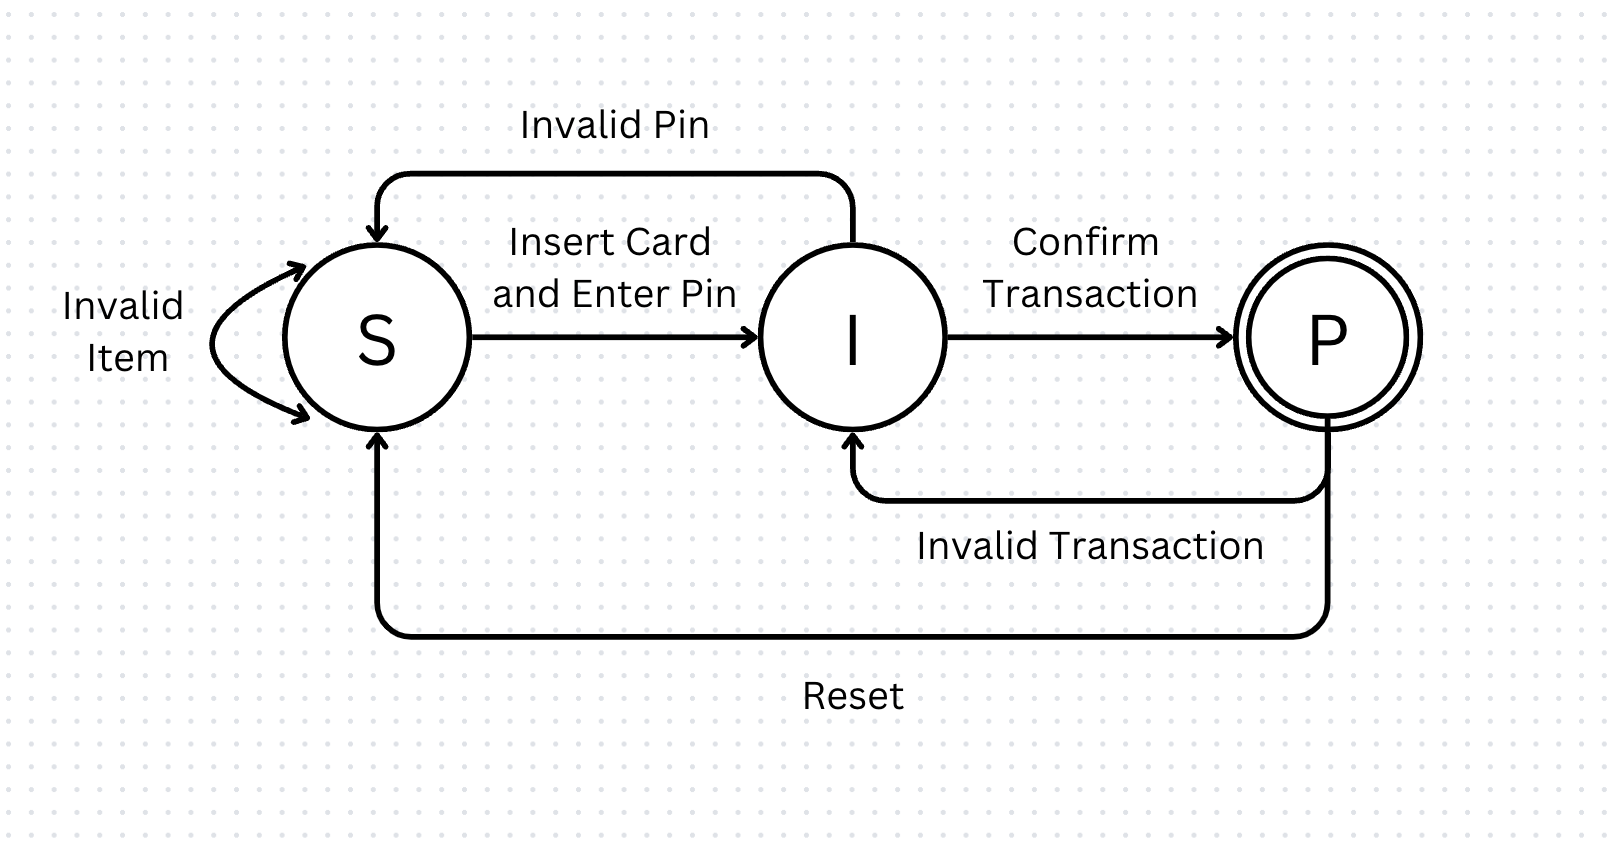 Invalid Pin
Insert Card
and Enter Pin
Confirm
Transaction
Invalid
Item
S
I
P
Invalid Transaction
Reset